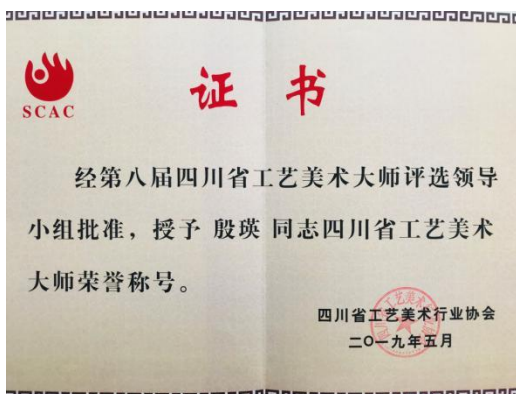 SCAC
证书
经第八届四川省工艺美术大师评选领导
小组批准，授予 殷瑛 同志四川省工艺美术
大师荣誉称号。
四川省工艺美术行业协会
二〇一九年五月